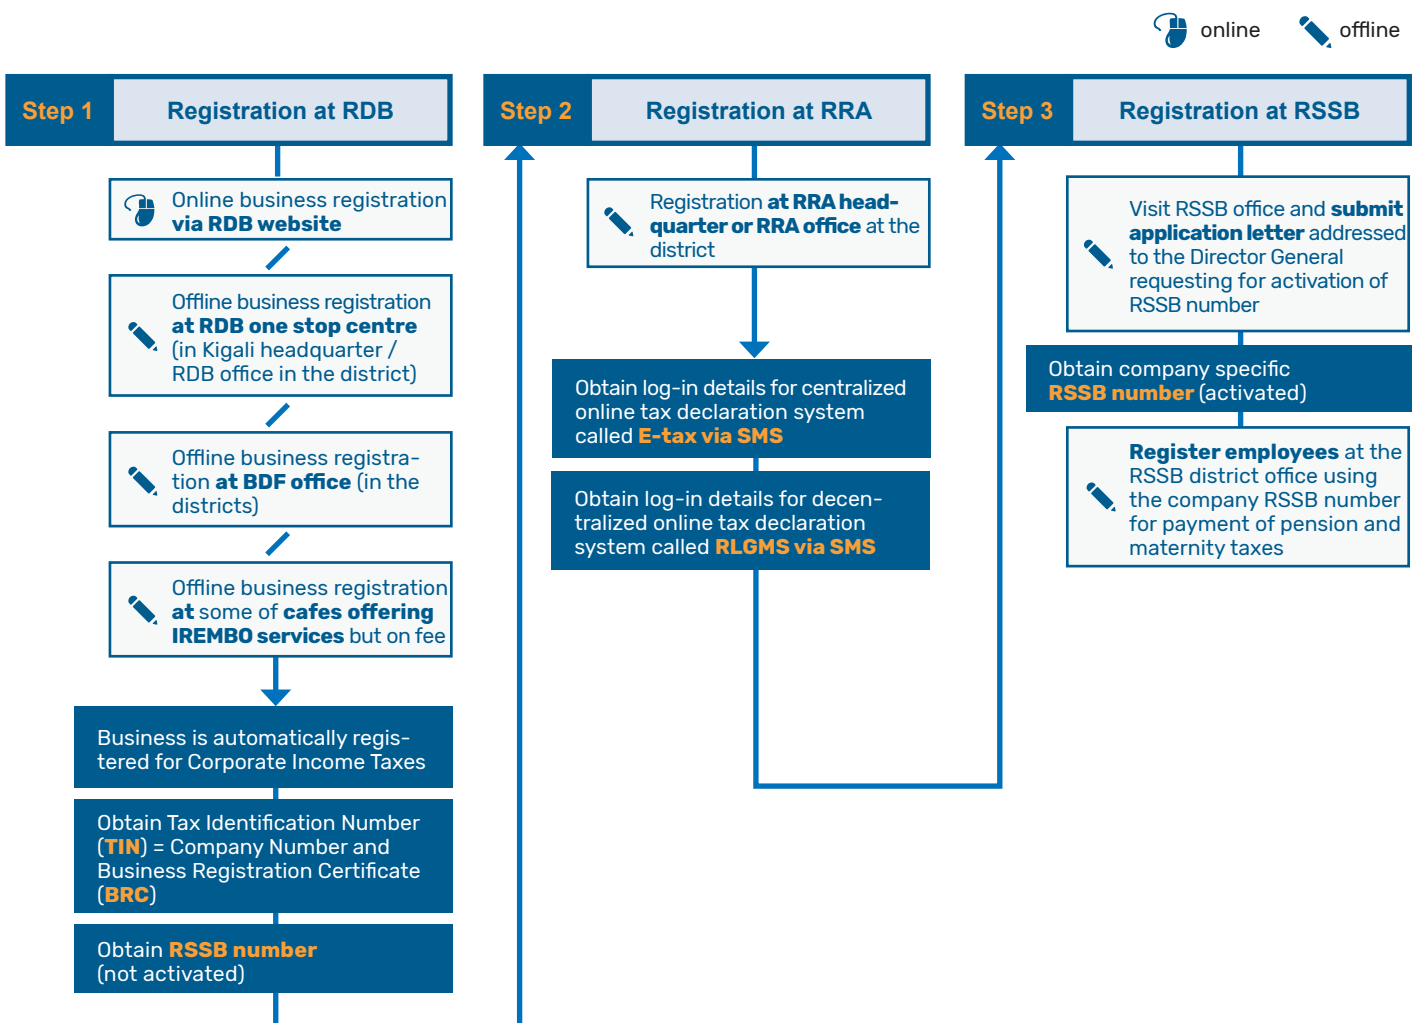 online
offline
Step 1
Registration at RDB
Online business registration
via RDB website
Offline business registration
at RDB one stop centre
(in Kigali headquarter /
RDB office in the district)
Offline business registra-
tion at BDF office (in the
districts)
Offline business registration
at some of cafes offering
IREMBO services but on fee
Business is automatically regis-
tered for Corporate Income Taxes
Obtain Tax Identification Number
(TIN) = Company Number and
Business Registration Certificate
(BRC)
Obtain RSSB number
(not activated)
Step 2
Registration at RRA
Registration at RRA head-
quarter or RRA office at the
district
Obtain log-in details for centralized
online tax declaration system
called E-tax via SMS
Obtain log-in details for decen-
tralized online tax declaration
system called RLGMS via SMS
Step 3
Registration at RSSB
Visit RSSB office and submit
application letter addressed
to the Director General
requesting for activation of
RSSB number
Obtain company specific
RSSB number (activated)
Register employees at the
RSSB district office using
the company RSSB number
for payment of pension and
maternity taxes